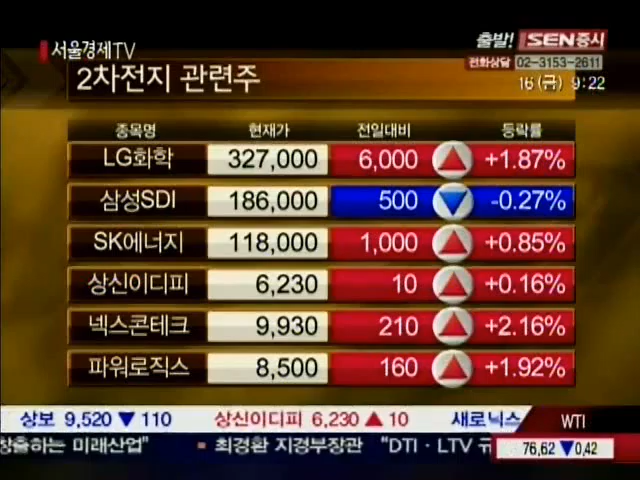 서울경제TV
출발! SEN증시
전화상담 02-3153-2611
2차전지 관련주
16(금) 9:22
종목명 현재가 전일대비 등락률
LG화학 327,000 6,000 ▲ +1.87%
삼성SDI 186,000 500 ▼ -0.27%
SK에너지 118,000 1,000 ▲ +0.85%
상신이디피 6,230 10 ▲ +0.16%
넥스콘테크 9,930 210 ▲ +2.16%
파워로직스 8,500 160 ▲ +1.92%
상보 9,520 ▼ 110 상신이디피 6,230 ▲ 10 새로닉스 WTI
창출하는 미래산업" ■ 최경환 지경부장관 "DTI·LTV 규 76,62 ▼0,42